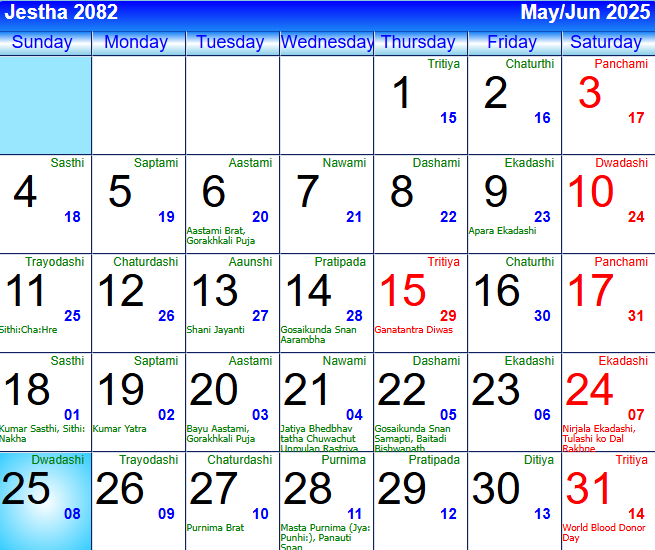 Jestha 2082 May/Jun 2025
Sunday Monday Tuesday Wednesday Thursday Friday Saturday
Tritiya Chaturthi Panchami
1 2 3
15 16 17
Sasthi Saptami Aastami Nawami Dashami Ekadashi Dwadashi
4 5 6 7 8 9 10
18 19 20 21 22 23 24
Aastami Brat, Apara Ekadashi
Gorakhkali Puja
Trayodashi Chaturdashi Aaunshi Pratipada Tritiya Chaturthi Panchami
11 12 13 14 15 16 17
25 26 27 28 29 30 31
Sithi:Cha:Hre Shani Jayanti Gosaikunda Snan Ganatantra Diwas
Aarambha
Sasthi Saptami Aastami Nawami Dashami Ekadashi Ekadashi
18 19 20 21 22 23 24
01 02 03 04 05 06 07
Kumar Sasthi, Sithi: Kumar Yatra Bayu Aastami, Jatiya Bhedbhav Gosaikunda Snan Nirjala Ekadashi,
Nakha Gorakhkali Puja tatha Chuwachut Samapti, Baitadi Tulashi ko Dal
Unmulan Rastriya Bishwanath Rakhne
Dwadashi Trayodashi Chaturdashi Purnima Pratipada Ditiya Tritiya
25 26 27 28 29 30 31
08 09 10 11 12 13 14
Purnima Brat Masta Purnima (Jya: World Blood Donor
Punhi:), Panauti Day
Snan